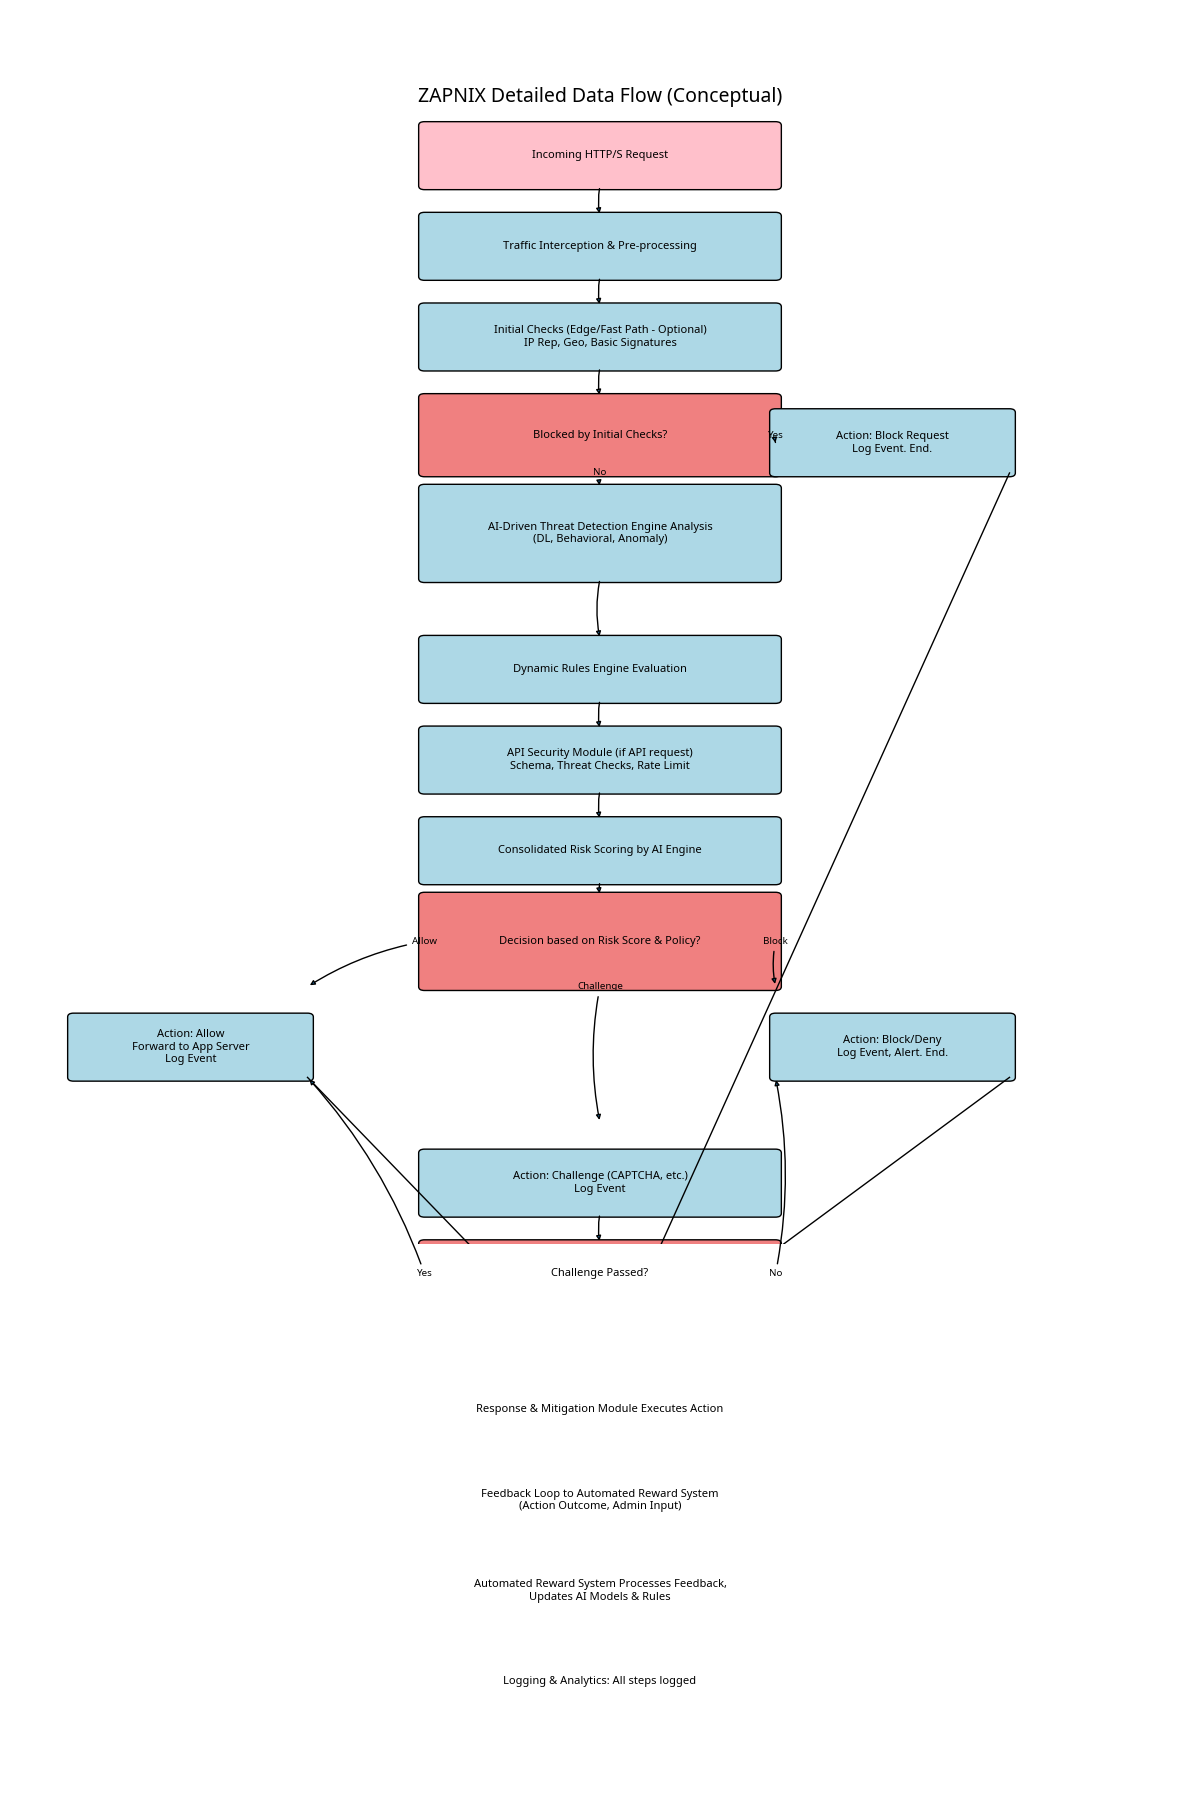 ZAPNIX Detailed Data Flow (Conceptual)
Incoming HTTP/S Request
Traffic Interception & Pre-processing
Initial Checks (Edge/Fast Path - Optional)
IP Rep, Geo, Basic Signatures
Blocked by Initial Checks?
Yes
Action: Block Request
Log Event. End.
No
AI-Driven Threat Detection Engine Analysis
(DL, Behavioral, Anomaly)
Dynamic Rules Engine Evaluation
API Security Module (if API request)
Schema, Threat Checks, Rate Limit
Consolidated Risk Scoring by AI Engine
Allow
Decision based on Risk Score & Policy?
Block
Challenge
Action: Allow
Forward to App Server
Log Event
Action: Block/Deny
Log Event, Alert. End.
Action: Challenge (CAPTCHA, etc.)
Log Event
Yes
Challenge Passed?
No
Response & Mitigation Module Executes Action
Feedback Loop to Automated Reward System
(Action Outcome, Admin Input)
Automated Reward System Processes Feedback,
Updates AI Models & Rules
Logging & Analytics: All steps logged